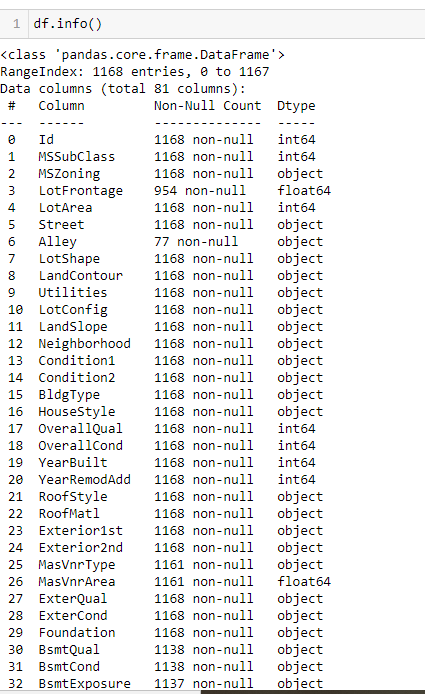 1 df.info()
<class 'pandas.core.frame.DataFrame'>
RangeIndex: 1168 entries, 0 to 1167
Data columns (total 81 columns):
 #   Column         Non-Null Count  Dtype
---  ------         --------------  -----
 0   Id             1168 non-null   int64
 1   MSSubClass     1168 non-null   int64
 2   MSZoning       1168 non-null   object
 3   LotFrontage    954 non-null    float64
 4   LotArea        1168 non-null   int64
 5   Street         1168 non-null   object
 6   Alley          77 non-null     object
 7   LotShape       1168 non-null   object
 8   LandContour    1168 non-null   object
 9   Utilities      1168 non-null   object
 10  LotConfig      1168 non-null   object
 11  LandSlope      1168 non-null   object
 12  Neighborhood   1168 non-null   object
 13  Condition1     1168 non-null   object
 14  Condition2     1168 non-null   object
 15  BldgType       1168 non-null   object
 16  HouseStyle     1168 non-null   object
 17  OverallQual    1168 non-null   int64
 18  OverallCond    1168 non-null   int64
 19  YearBuilt      1168 non-null   int64
 20  YearRemodAdd   1168 non-null   int64
 21  RoofStyle      1168 non-null   object
 22  RoofMatl       1168 non-null   object
 23  Exterior1st    1168 non-null   object
 24  Exterior2nd    1168 non-null   object
 25  MasVnrType     1161 non-null   object
 26  MasVnrArea     1161 non-null   float64
 27  ExterQual      1168 non-null   object
 28  ExterCond      1168 non-null   object
 29  Foundation     1168 non-null   object
 30  BsmtQual       1138 non-null   object
 31  BsmtCond       1138 non-null   object
 32  BsmtExposure   1137 non-null   object